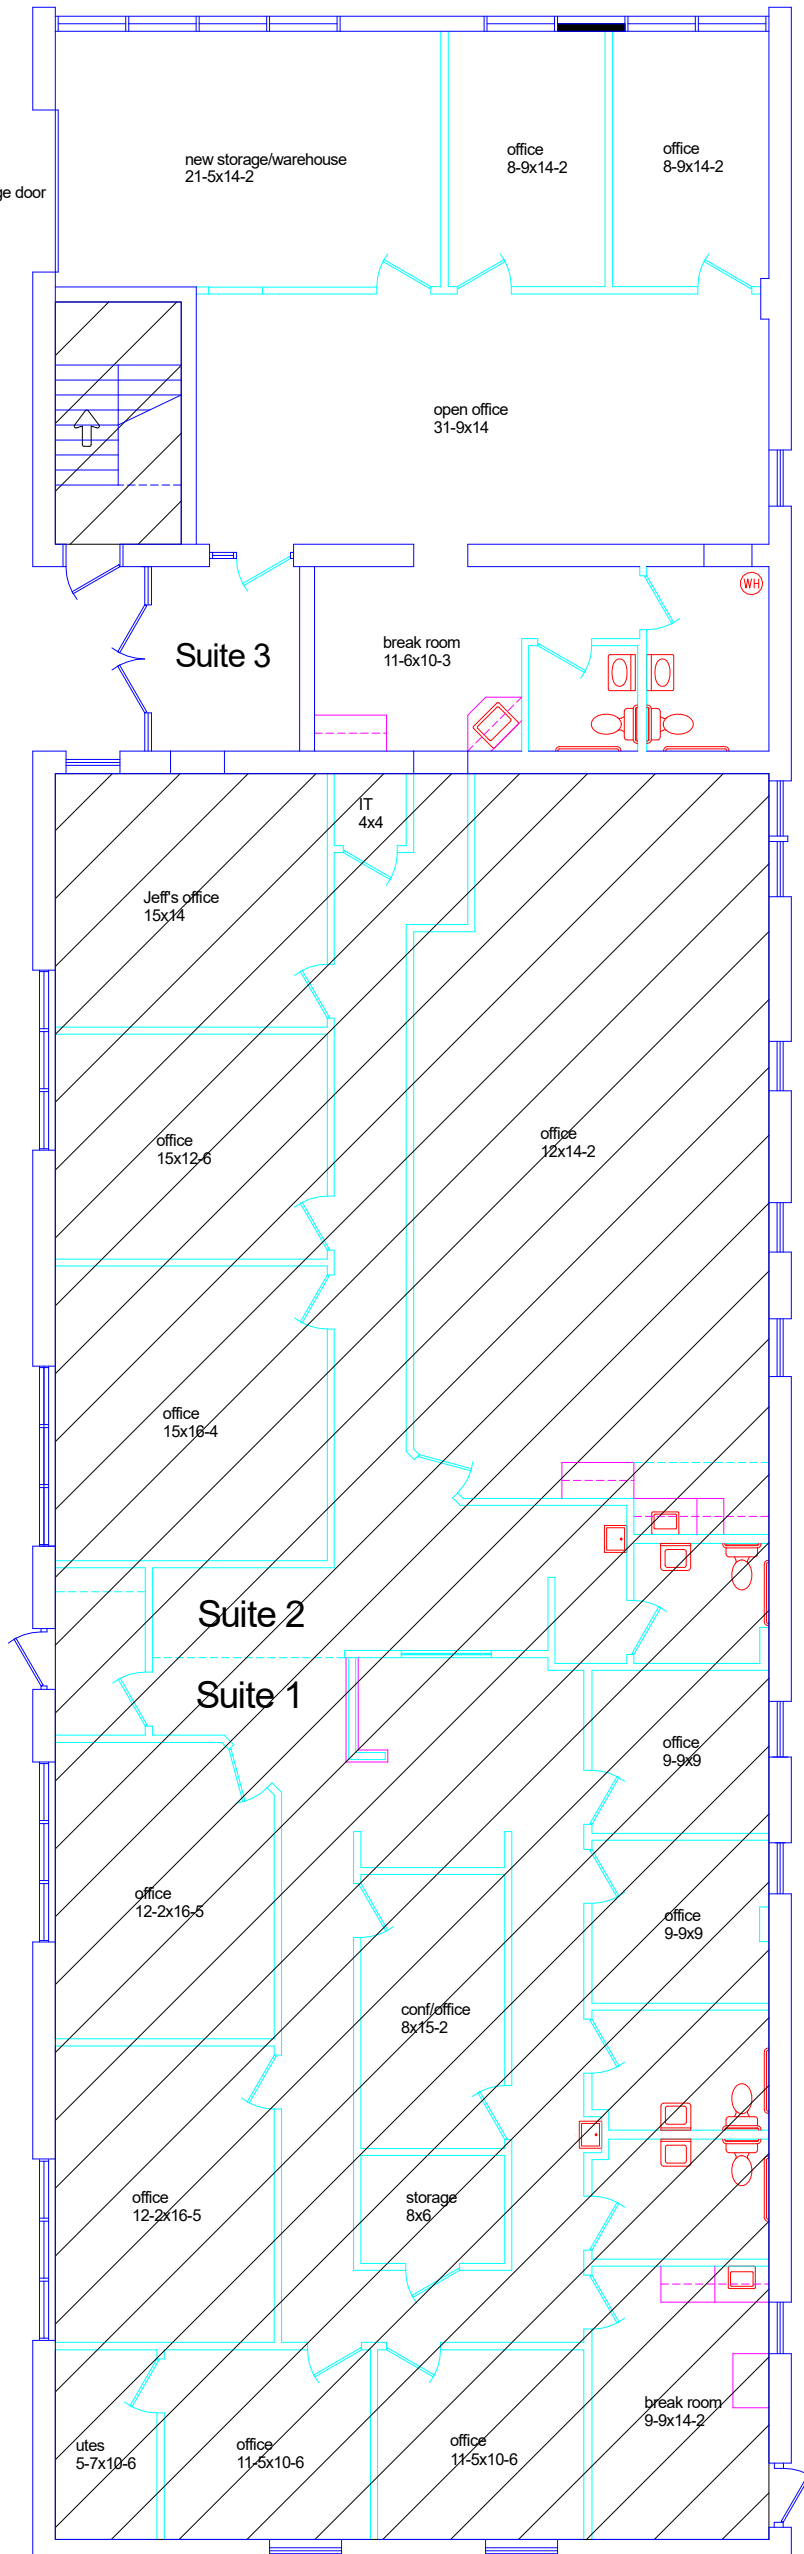 new storage/warehouse
21-5x14-2
office
8-9x14-2
office
8-9x14-2
ge door
open office
31-9x14
WH
Suite 3
break room
11-6x10-3
IT
4x4
Jeff's office
15x14
office
15x12-6
office
12x14-2
office
15x16-4
Suite 2
Suite 1
office
9-9x9
office
12-2x16-5
office
9-9x9
conf/office
8x15-2
office
12-2x16-5
storage
8x6
break room
9-9x14-2
utes
5-7x10-6
office
11-5x10-6
office
11-5x10-6